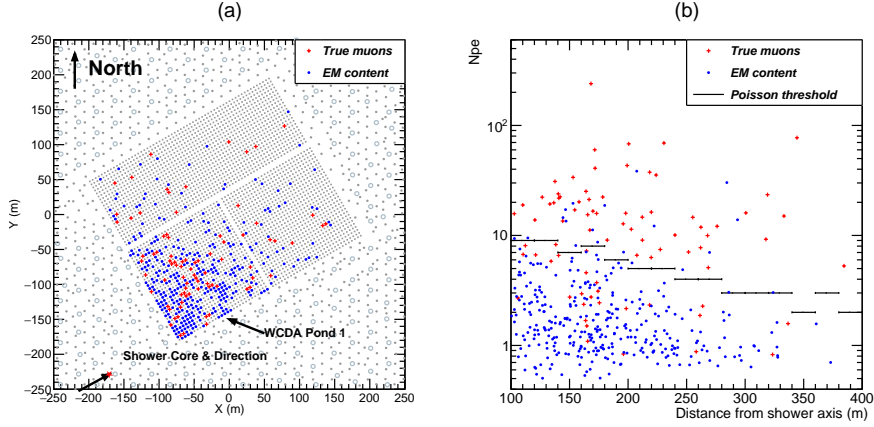 (a)
Y (m)
250
200
150
100
50
0
−50
−100
−150
−200
−250
North
True muons
EM content
WCDA Pond 1
Shower Core & Direction
−250 −200 −150 −100 −50 0 50 100 150 200 250
X (m)
(b)
Npe
10²
10
1
True muons
EM content
Poisson threshold
100 150 200 250 300 350 400
Distance from shower axis (m)